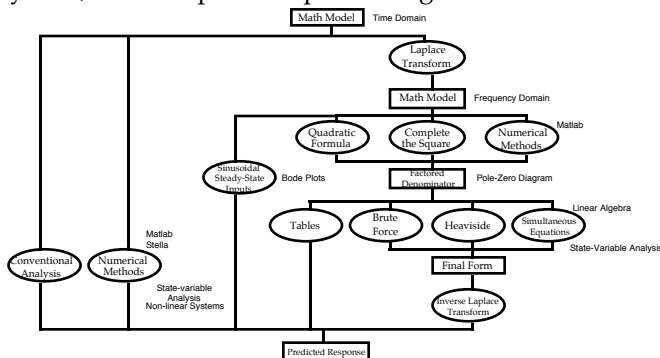 Math Model
Time Domain
Laplace
Transform
Math Model
Frequency Domain
Quadratic
Formula
Complete
the Square
Numerical
Methods
Matlab
Sinusoidal
Steady-State
Inputs
Bode Plots
Factored
Denominator
Pole-Zero Diagram
Tables
Brute
Force
Heaviside
Simultaneous
Equations
Linear Algebra
State-Variable Analysis
Conventional
Analysis
Matlab
Stella
Numerical
Methods
State-variable
Analysis
Non-linear Systems
Final Form
Inverse Laplace
Transform
Predicted Response